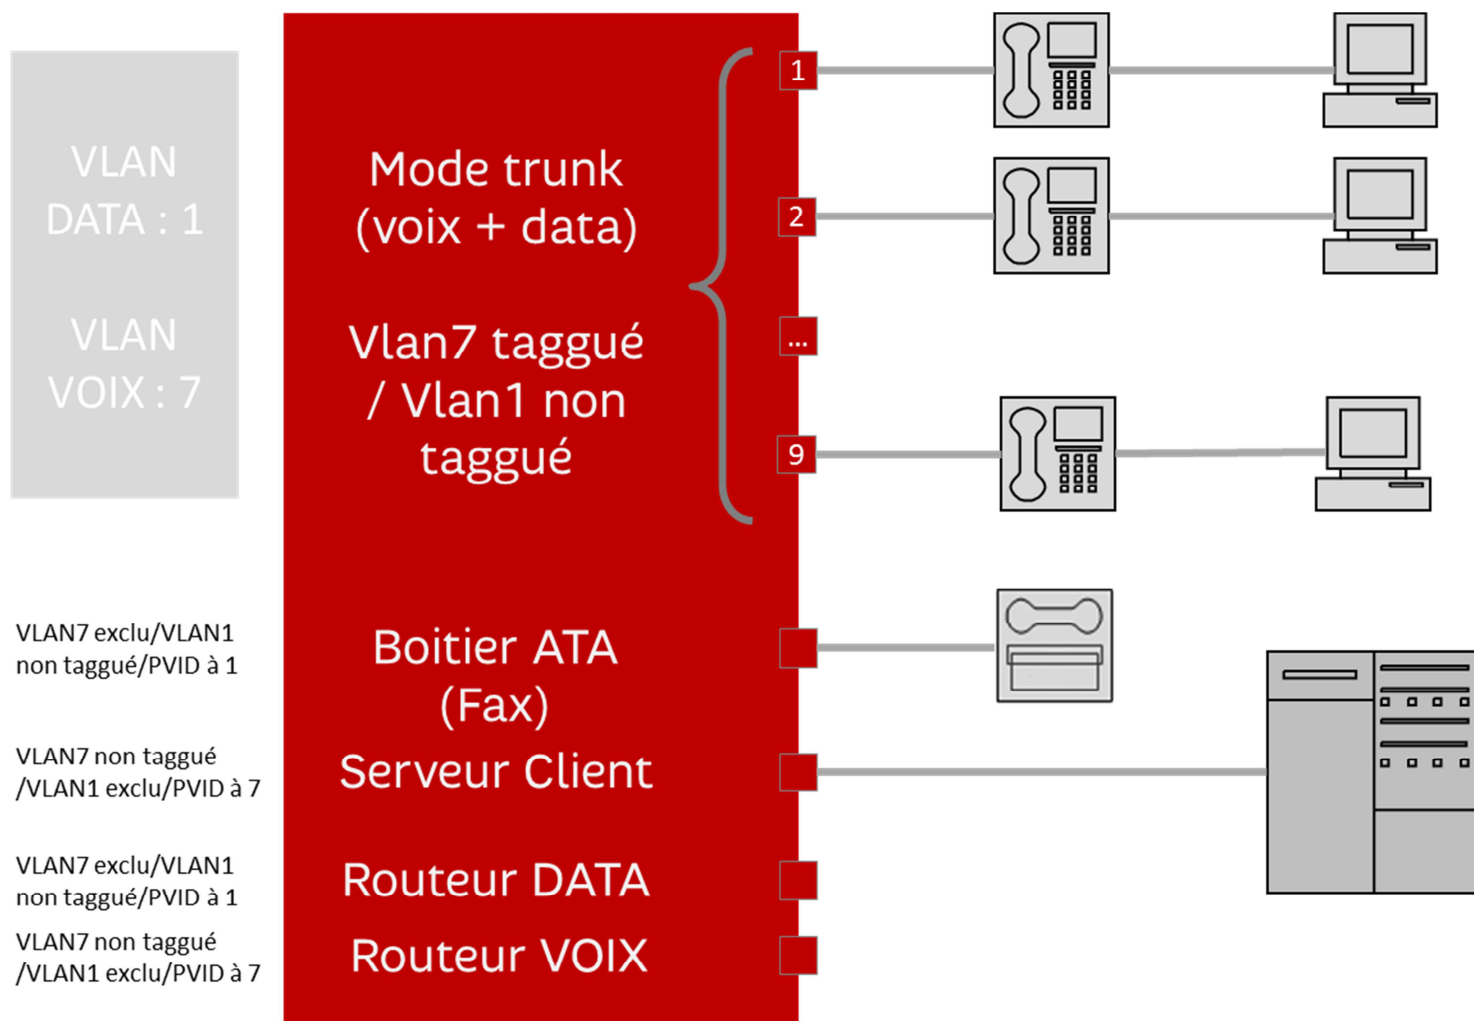 VLAN
DATA : 1
VLAN
VOIX : 7
Mode trunk
(voix + data)
Vlan7 taggué
/ Vlan1 non
taggué
1
2
...
9
VLAN7 exclu/VLAN1
non taggué/PVID à 1
Boitier ATA
(Fax)
VLAN7 non taggué
/VLAN1 exclu/PVID à 7
Serveur Client
VLAN7 exclu/VLAN1
non taggué/PVID à 1
Routeur DATA
VLAN7 non taggué
/VLAN1 exclu/PVID à 7
Routeur VOIX